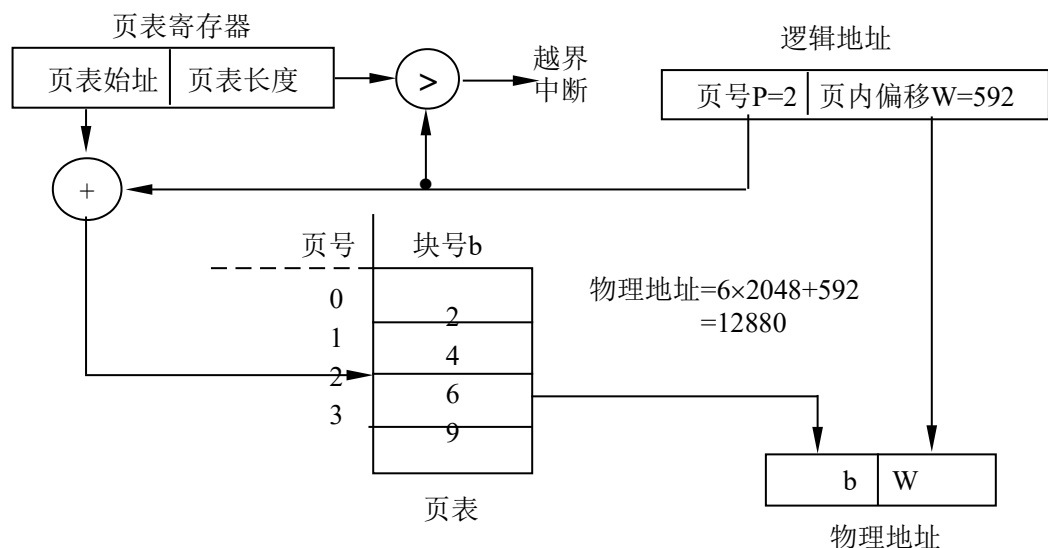 页表寄存器
逻辑地址
页表始址 页表长度
>
越界
中断
页号P=2 页内偏移W=592
+
页号 块号b
0 2
1 4
2 6
3 9
物理地址=6×2048+592
=12880
页表
b W
物理地址